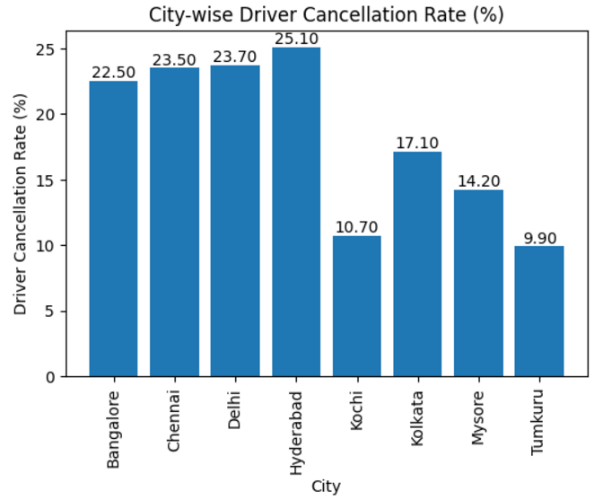 City-wise Driver Cancellation Rate (%)
Driver Cancellation Rate (%)
25
20
15
10
5
0
22.50
23.50
23.70
25.10
10.70
17.10
14.20
9.90
Bangalore
Chennai
Delhi
Hyderabad
Kochi
Kolkata
Mysore
Tumkuru
City